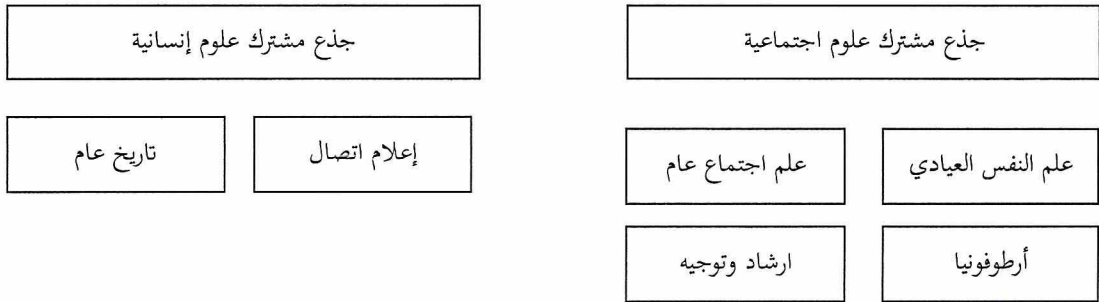 جذع مشترك علوم اجتماعية
جذع مشترك علوم إنسانية
علم النفس العيادي
علم اجتماع عام
إعلام اتصال
تاريخ عام
أرطوفونيا
ارشاد وتوجيه